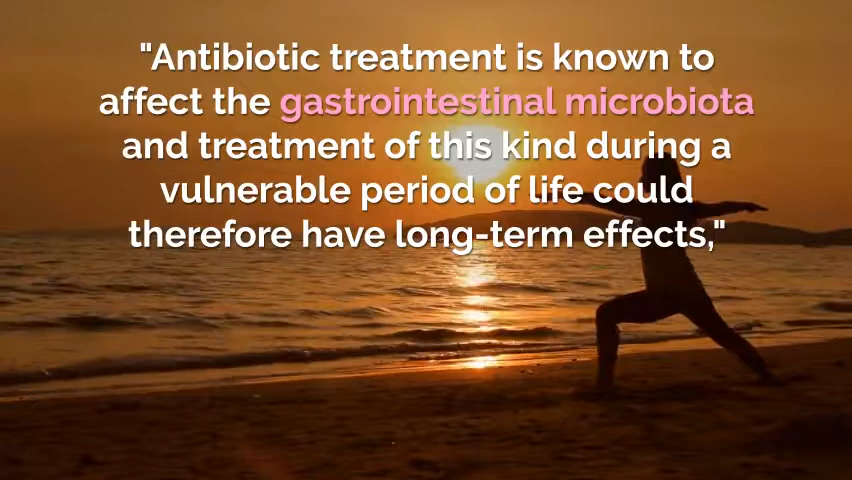 "Antibiotic treatment is known to
affect the gastrointestinal microbiota
and treatment of this kind during a
vulnerable period of life could
therefore have long-term effects,"